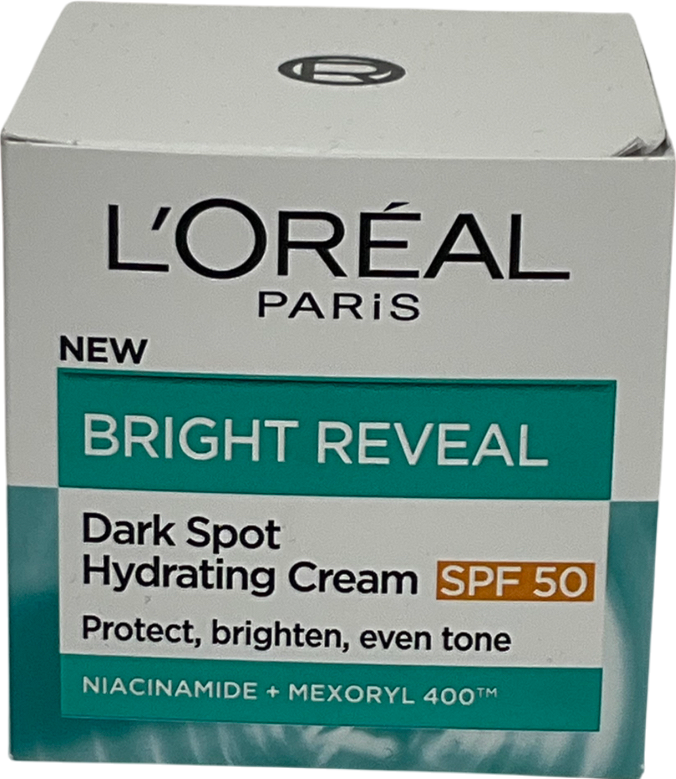 L'ORÉAL
PARiS
NEW
BRIGHT REVEAL
Dark Spot
Hydrating Cream SPF 50
Protect, brighten, even tone
NIACINAMIDE + MEXORYL 400™